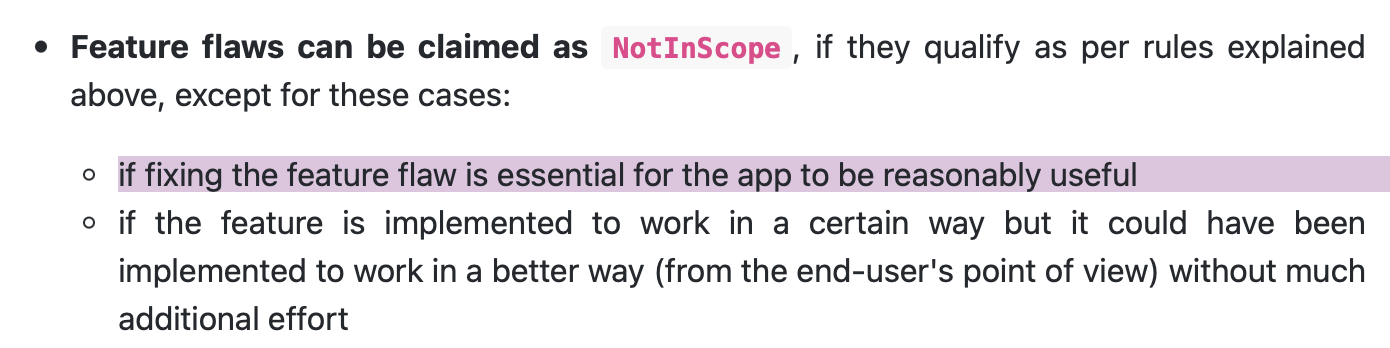 Feature flaws can be claimed as NotInScope, if they qualify as per rules explained
above, except for these cases:
if fixing the feature flaw is essential for the app to be reasonably useful
if the feature is implemented to work in a certain way but it could have been
implemented to work in a better way (from the end-user's point of view) without much
additional effort